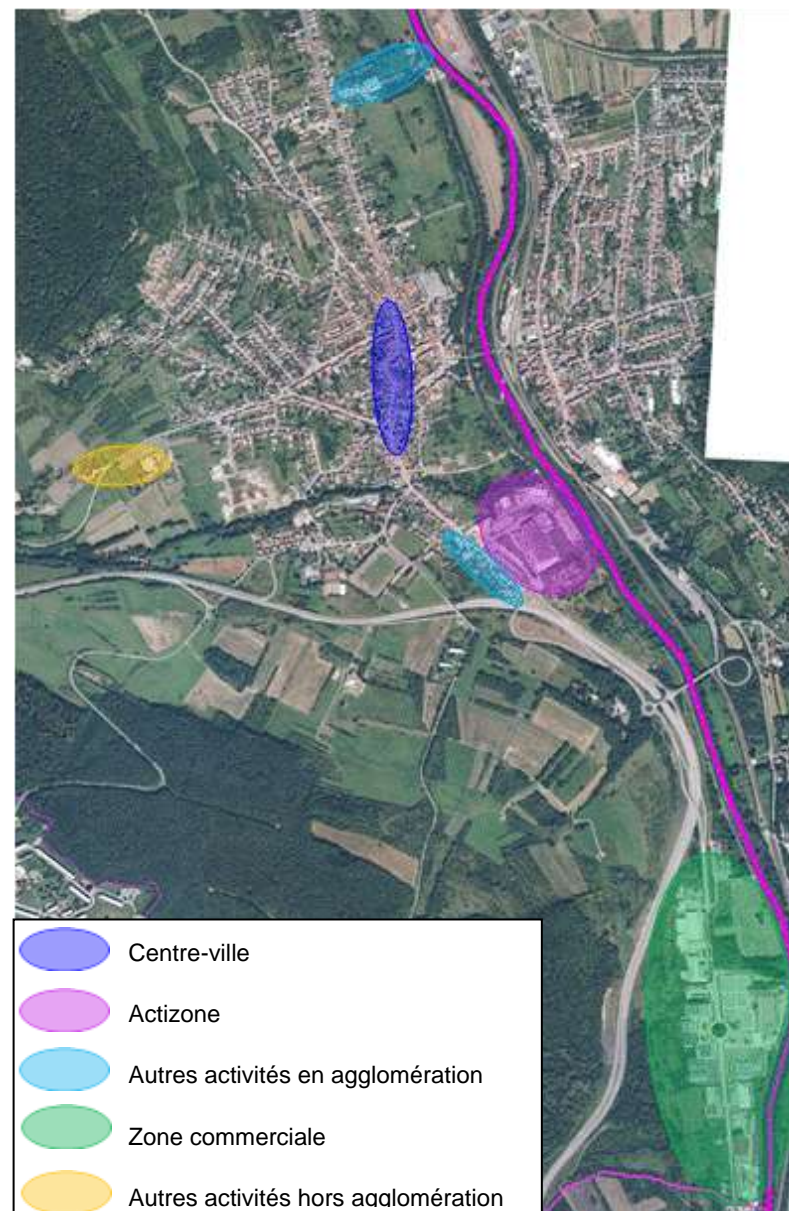 Centre-ville
Actizone
Autres activités en agglomération
Zone commerciale
Autres activités hors agglomération